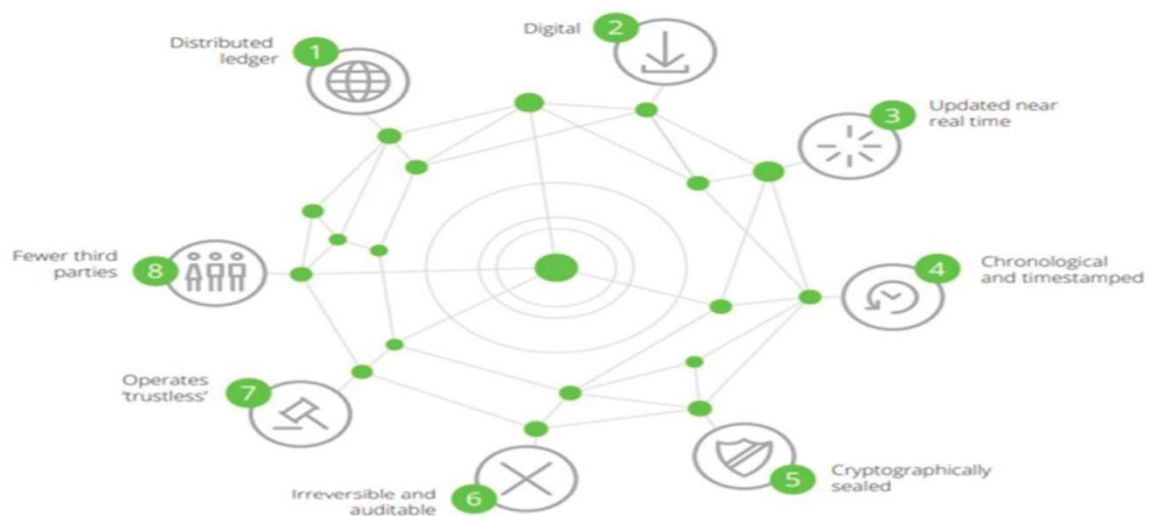 1
Distributed
ledger
2
Digital
3
Updated near
real time
4
Chronological
and timestamped
5
Cryptographically
sealed
6
Irreversible and
auditable
7
Operates
‘trustless’
8
Fewer third
parties